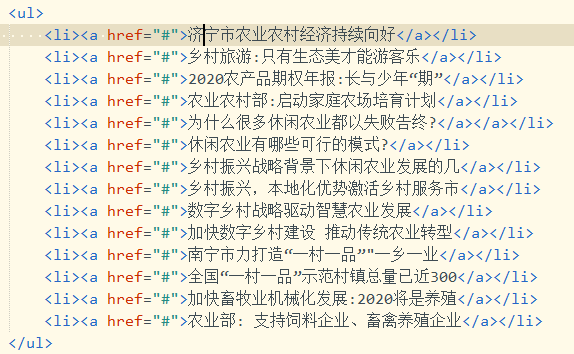 <ul>
<li><a href="#">济宁市农业农村经济持续向好</a></li>
<li><a href="#">乡村旅游:只有生态美才能游客乐</a></li>
<li><a href="#">2020农产品期权年报:长与少年“期”</a></li>
<li><a href="#">农业农村部:启动家庭农场培育计划</a></li>
<li><a href="#">为什么很多休闲农业都以失败告终?</a></a></li>
<li><a href="#">休闲农业有哪些可行的模式?</a></li>
<li><a href="#">乡村振兴战略背景下休闲农业发展的几</a></li>
<li><a href="#">乡村振兴，本地化优势激活乡村服务市</a></li>
<li><a href="#">数字乡村战略驱动智慧农业发展</a></li>
<li><a href="#">加快数字乡村建设 推动传统农业转型</a></li>
<li><a href="#">南宁市力打造“一村一品”"一乡一业</a></li>
<li><a href="#">全国“一村一品”示范村镇总量已近300</a></li>
<li><a href="#">加快畜牧业机械化发展:2020将是养殖</a></li>
<li><a href="#">农业部: 支持饲料企业、畜禽养殖企业</a></li>
</ul>